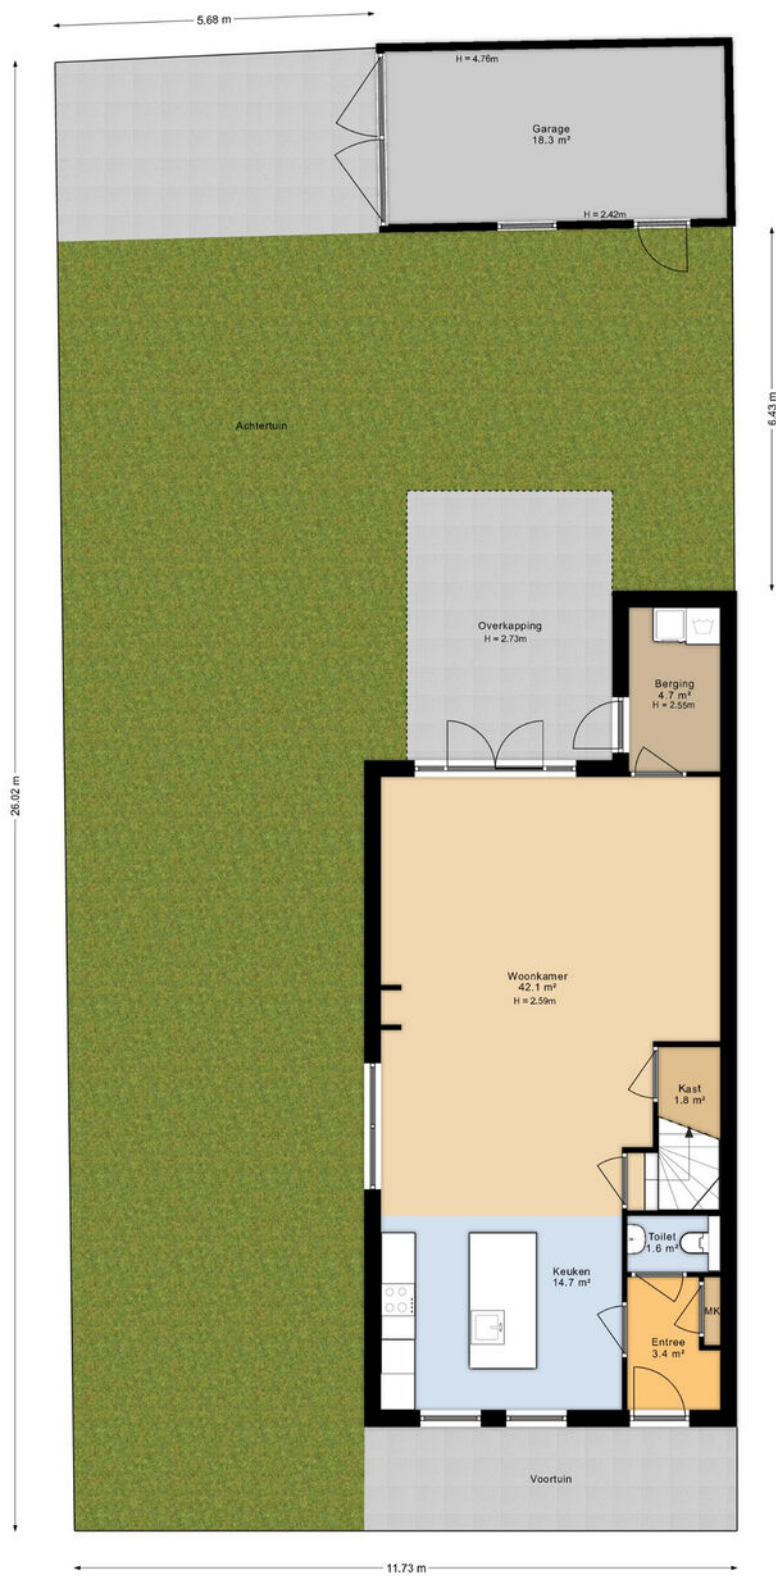 5.68 m
H = 4.76m
Garage
18.3 m²
H = 2.42m
6.43 m
Achtertuin
Overkapping
H = 2.73m
Berging
4.7 m²
H = 2.55m
26.02 m
Woonkamer
42.1 m²
H = 2.59m
Kast
1.8 m²
Toilet
1.6 m²
Keuken
14.7 m²
MK
Entree
3.4 m²
Voortuin
11.73 m